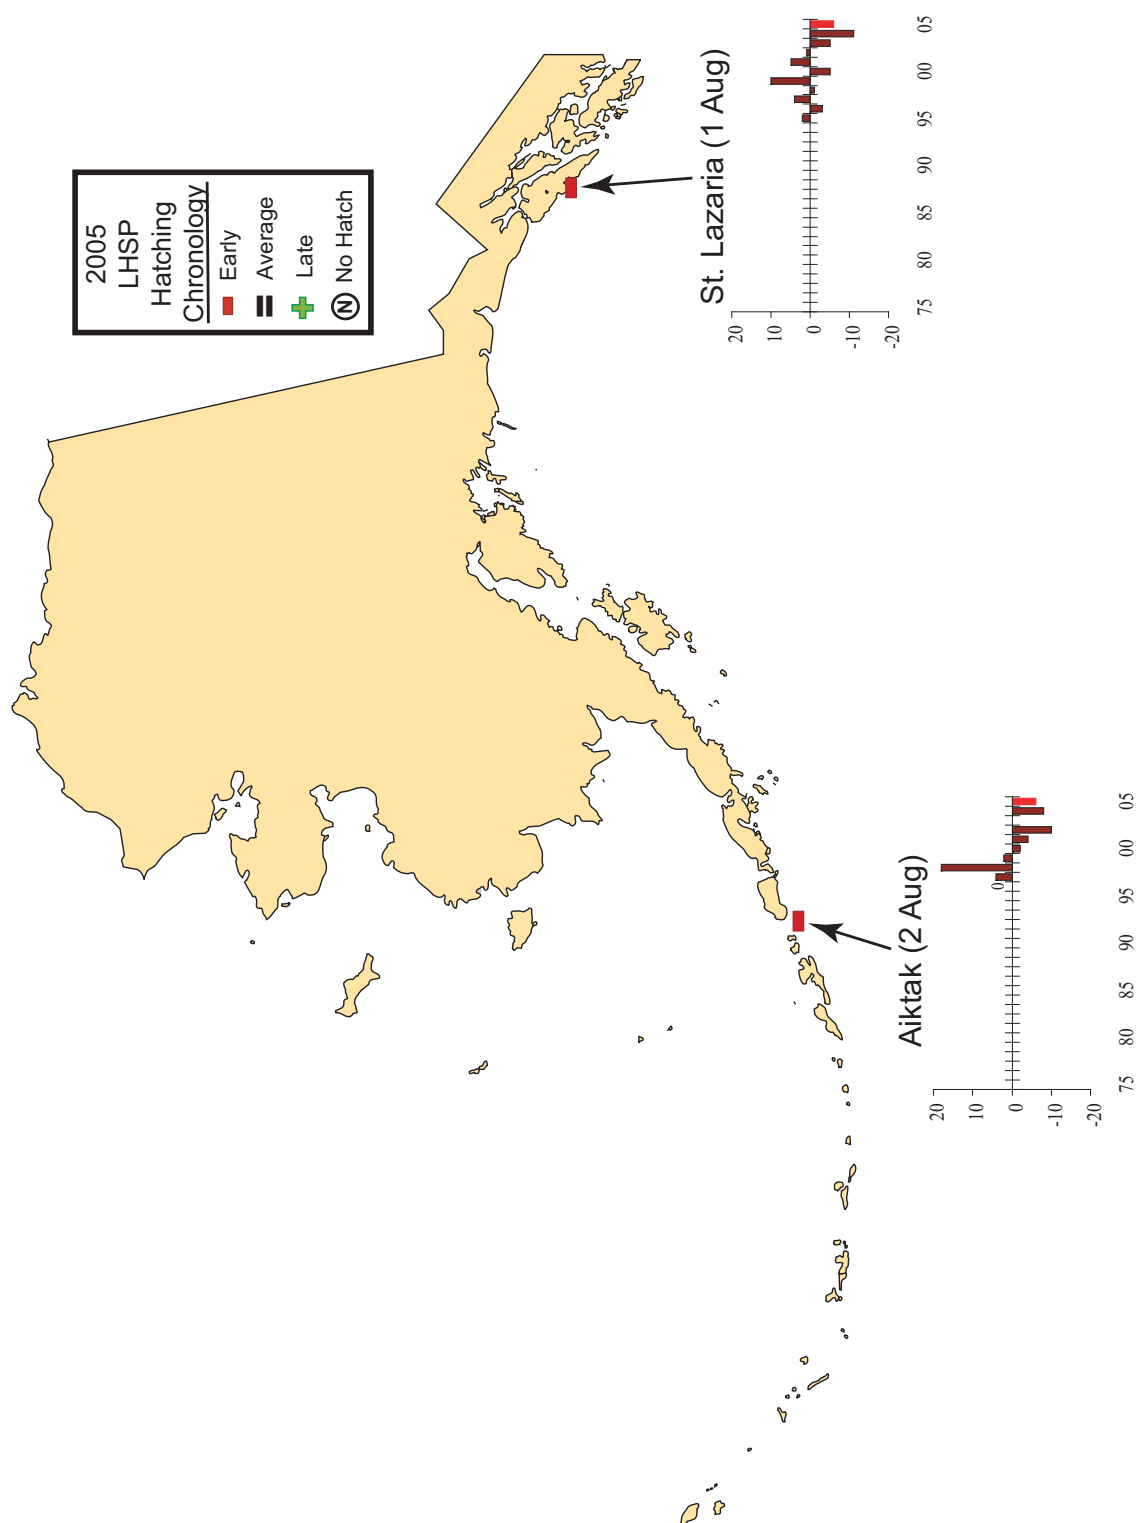 2005
LHSP
Hatching
Chronology
Early
Average
Late
N No Hatch
St. Lazaria (1 Aug)
20
10
0
-10
-20
75 80 85 90 95 00 05
Aiktak (2 Aug)
20
10
0
-10
-20
0
75 80 85 90 95 00 05